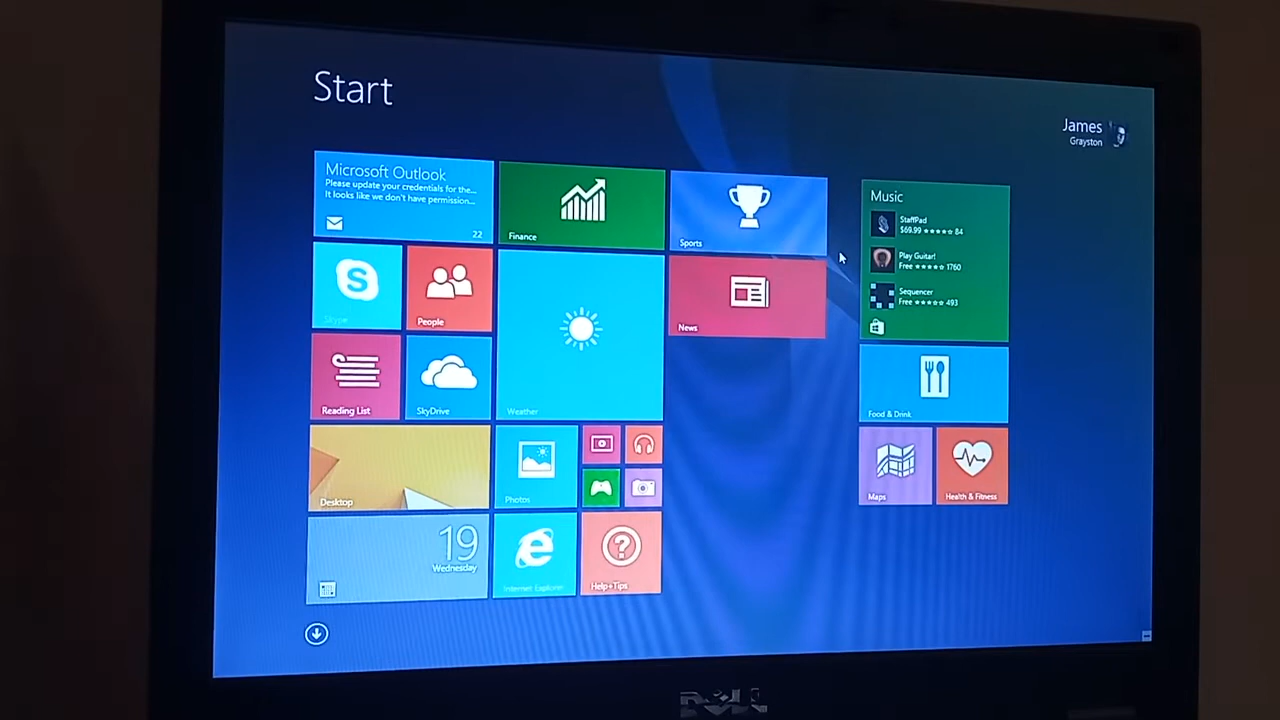 Start
James
Grayston
Microsoft Outlook
Please update your credentials for the...
It looks like we don't have permission...
22
Finance
Sports
Music
StaffPad
$69.99 ★★★★☆ 84
Play Guitar!
Free ★★★★☆ 1760
Sequencer
Free ★★★★☆ 493
Skype
People
News
Reading List
SkyDrive
Weather
Food & Drink
Desktop
Photos
Maps
Health & Fitness
19
Wednesday
Internet Explorer
Help+Tips
DELL